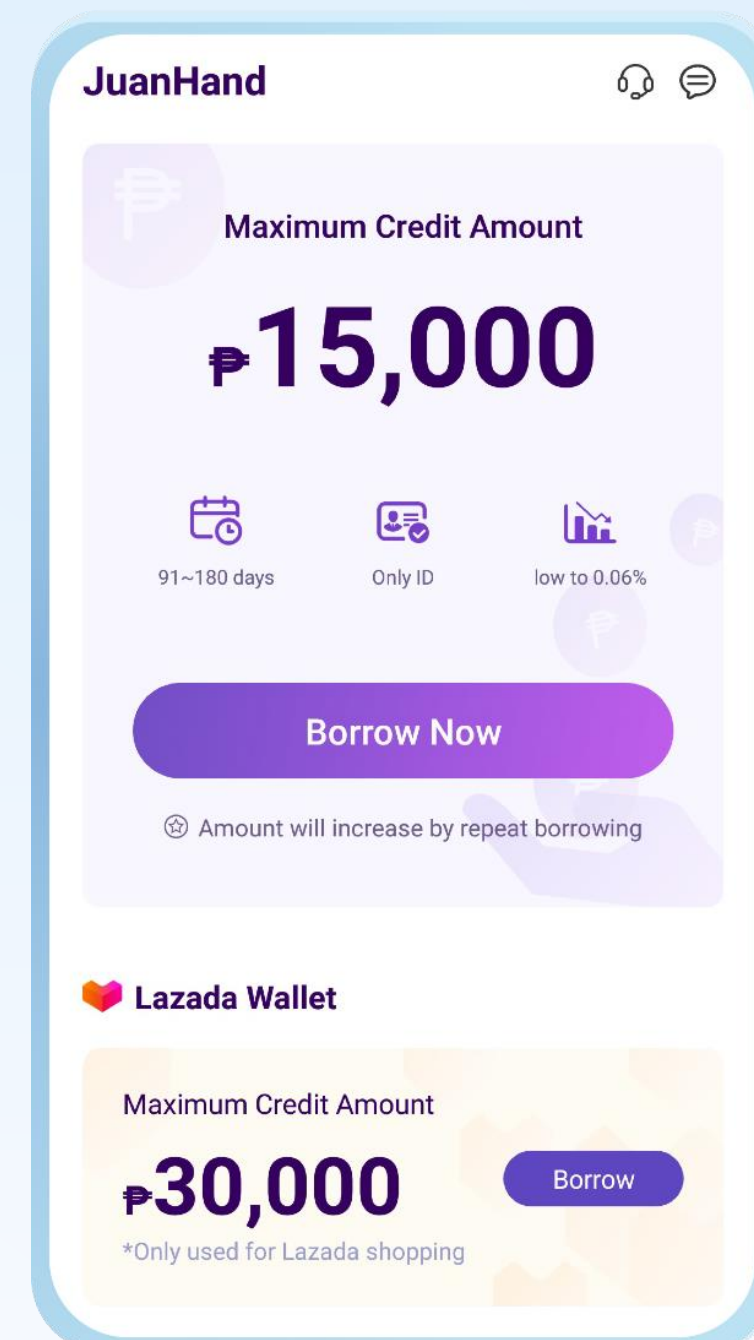 JuanHand
Maximum Credit Amount
₱15,000
91~180 days
Only ID
low to 0.06%
Borrow Now
Amount will increase by repeat borrowing
Lazada Wallet
Maximum Credit Amount
₱30,000
Borrow
*Only used for Lazada shopping